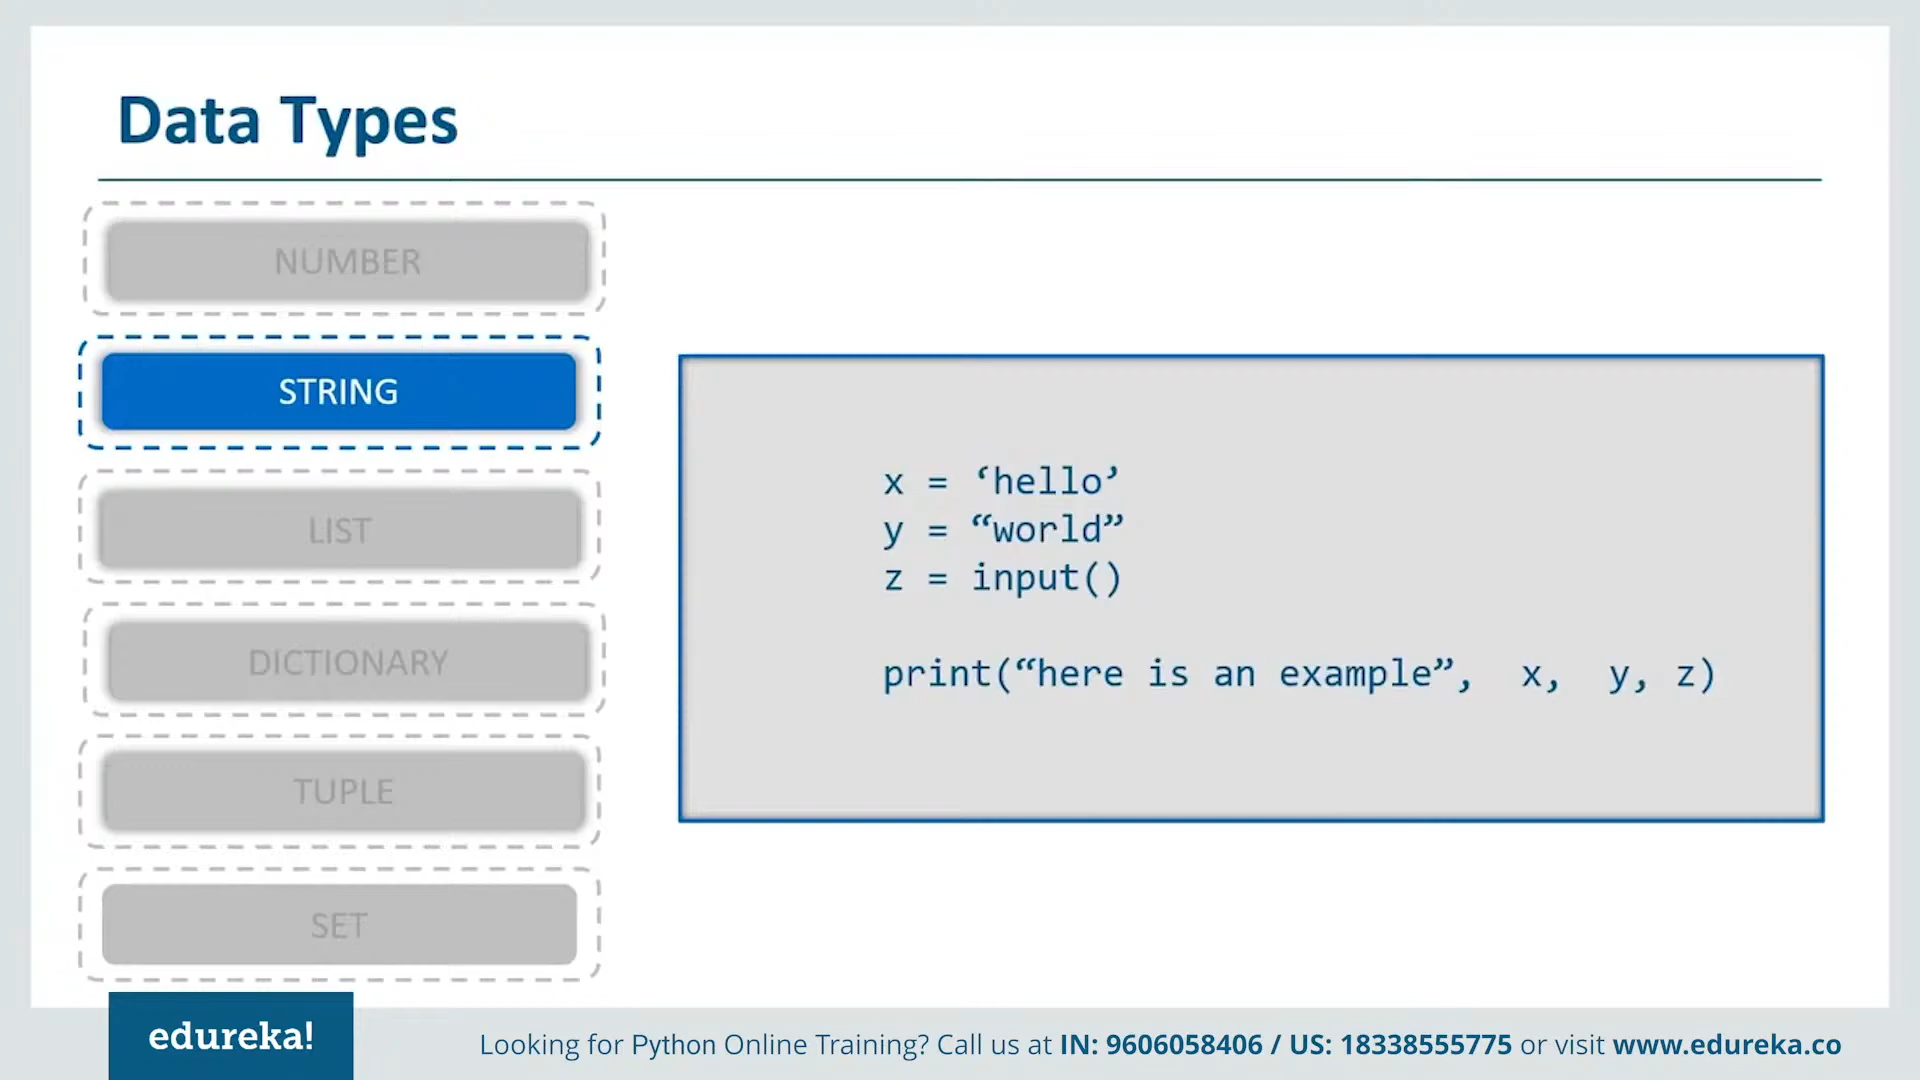 Data Types
NUMBER
STRING
LIST
DICTIONARY
TUPLE
SET
x = ‘hello’
y = “world”
z = input()
print(“here is an example”, x, y, z)
edureka!
Looking for Python Online Training? Call us at IN: 9606058406 / US: 18338555775 or visit www.edureka.co